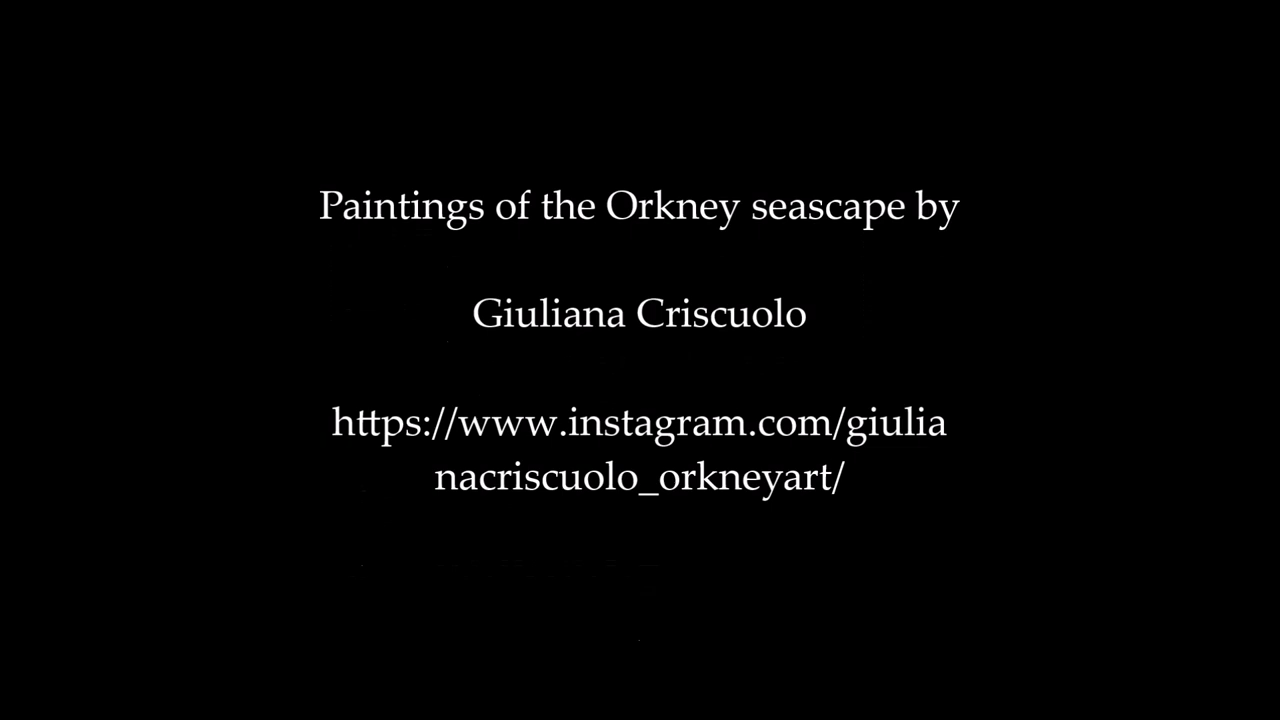 Paintings of the Orkney seascape by
Giuliana Criscuolo
https://www.instagram.com/giulia
nacriscuolo_orkneyart/